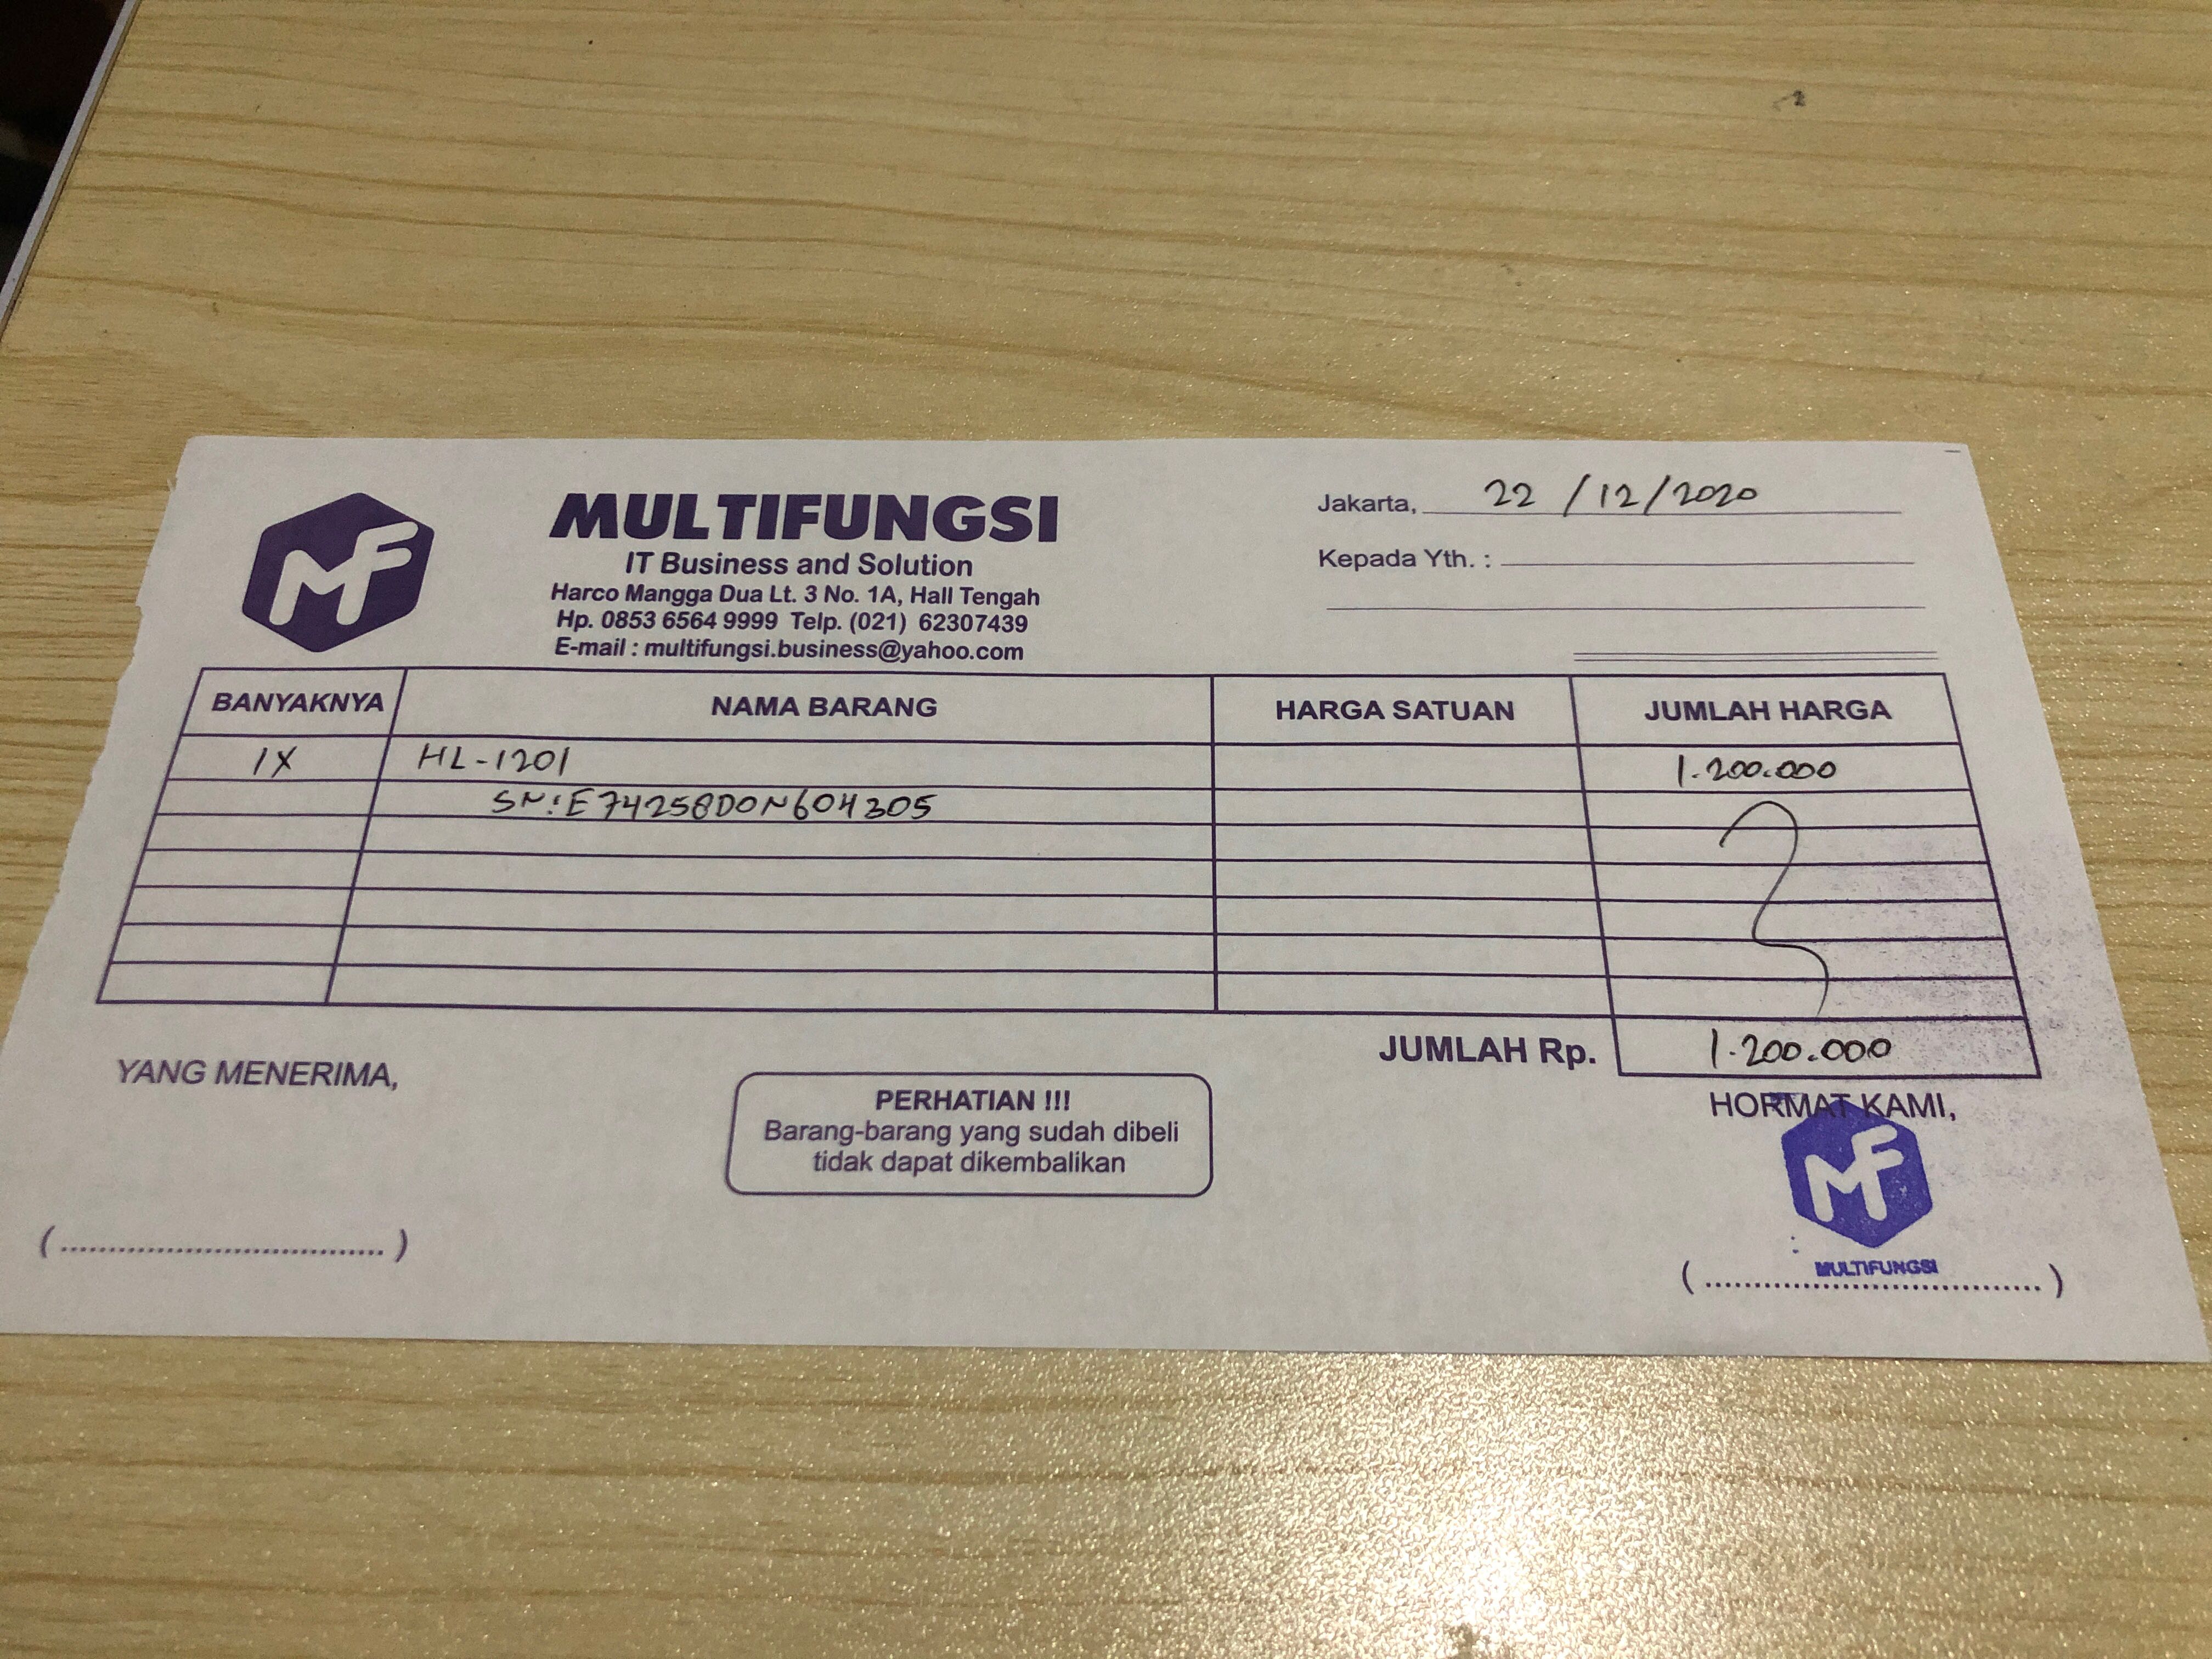 MF
MULTIFUNGSI
IT Business and Solution
Harco Mangga Dua Lt. 3 No. 1A, Hall Tengah
Hp. 0853 6564 9999 Telp. (021) 62307439
E-mail : multifungsi.business@yahoo.com
Jakarta, 22 / 12 / 2020
Kepada Yth. :
BANYAKNYA NAMA BARANG HARGA SATUAN JUMLAH HARGA
1X HL-1201 1.200.000
SN:E74258D0N604305
JUMLAH Rp. 1.200.000
YANG MENERIMA,
PERHATIAN !!!
Barang-barang yang sudah dibeli
tidak dapat dikembalikan
HORMAT KAMI,
MF
MULTIFUNGSI
(..................................)
(..................................)